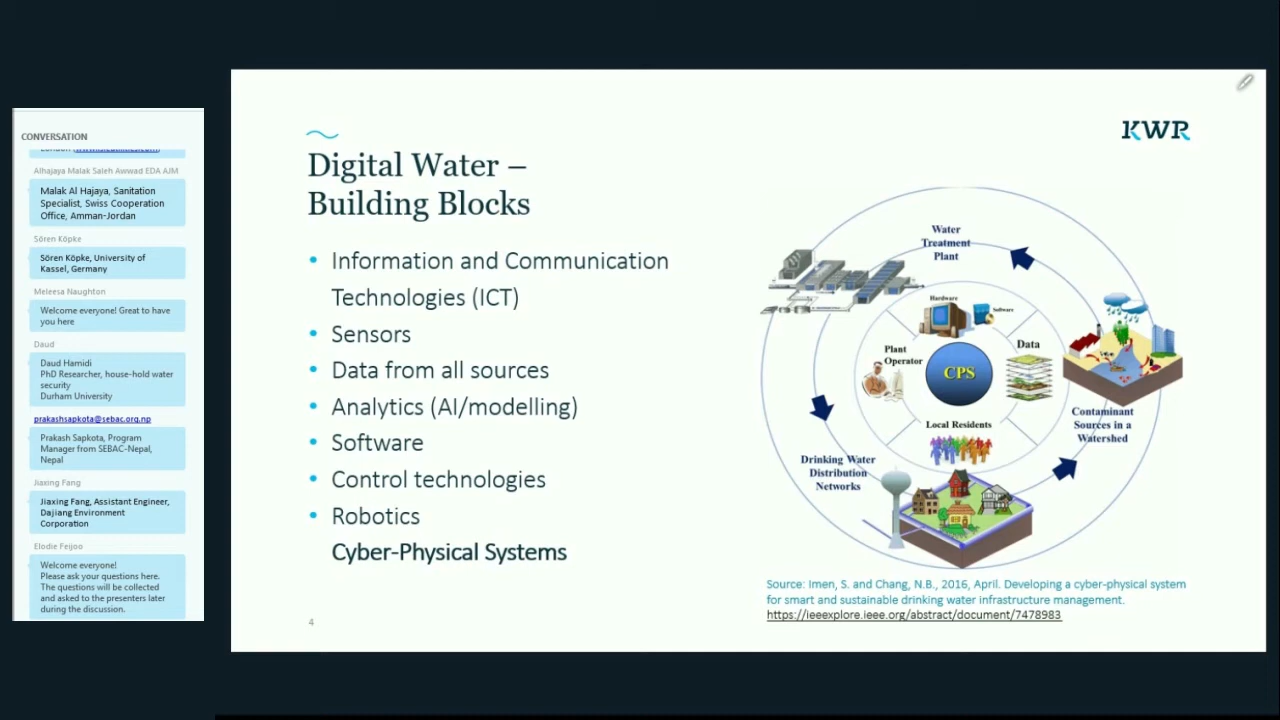 CONVERSATION
Alhajaya Malak Saleh Awwad EDA AJM
Malak Al Hajaya, Sanitation
Specialist, Swiss Cooperation
Office, Amman-Jordan
Sören Köpke
Sören Köpke, University of
Kassel, Germany
Meleesa Naughton
Welcome everyone! Great to have
you here
Daud
Daud Hamidi
PhD Researcher, house-hold water
security
Durham University
prakashsapkota@sebac.org.np
Prakash Sapkota, Program
Manager from SEBAC-Nepal,
Nepal
Jiaxing Fang
Jiaxing Fang, Assistant Engineer,
Dajiang Environment
Corporation
Elodie Feijoo
Welcome everyone!
Please ask your questions here.
The questions will be collected
and asked to the presenters later
during the discussion.
KWR
Digital Water –
Building Blocks
• Information and Communication
Technologies (ICT)
• Sensors
• Data from all sources
• Analytics (AI/modelling)
• Software
• Control technologies
• Robotics
Cyber-Physical Systems
4
Water
Treatment
Plant
Hardware
Software
Plant
Operator
Data
CPS
Local Residents
Contaminant
Sources in a
Watershed
Drinking Water
Distribution
Networks
Source: Imen, S. and Chang, N.B., 2016, April. Developing a cyber-physical system
for smart and sustainable drinking water infrastructure management.
https://ieeexplore.ieee.org/abstract/document/7478983